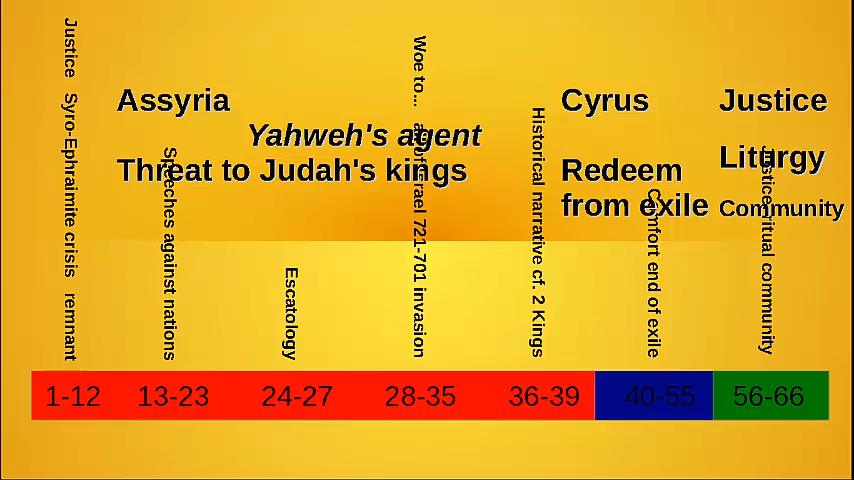 Justice Syro-Ephraimite crisis remnant
Speeches against nations
Escatology
Woe to... invasion 721-701
Historical narrative cf. 2 Kings
Comfort end of exile
Justice ritual community
Assyria
Yahweh's agent
Threat to Judah's kings
Cyrus
Redeem
from exile
Justice
Liturgy
Community
1-12
13-23
24-27
28-35
36-39
40-55
56-66